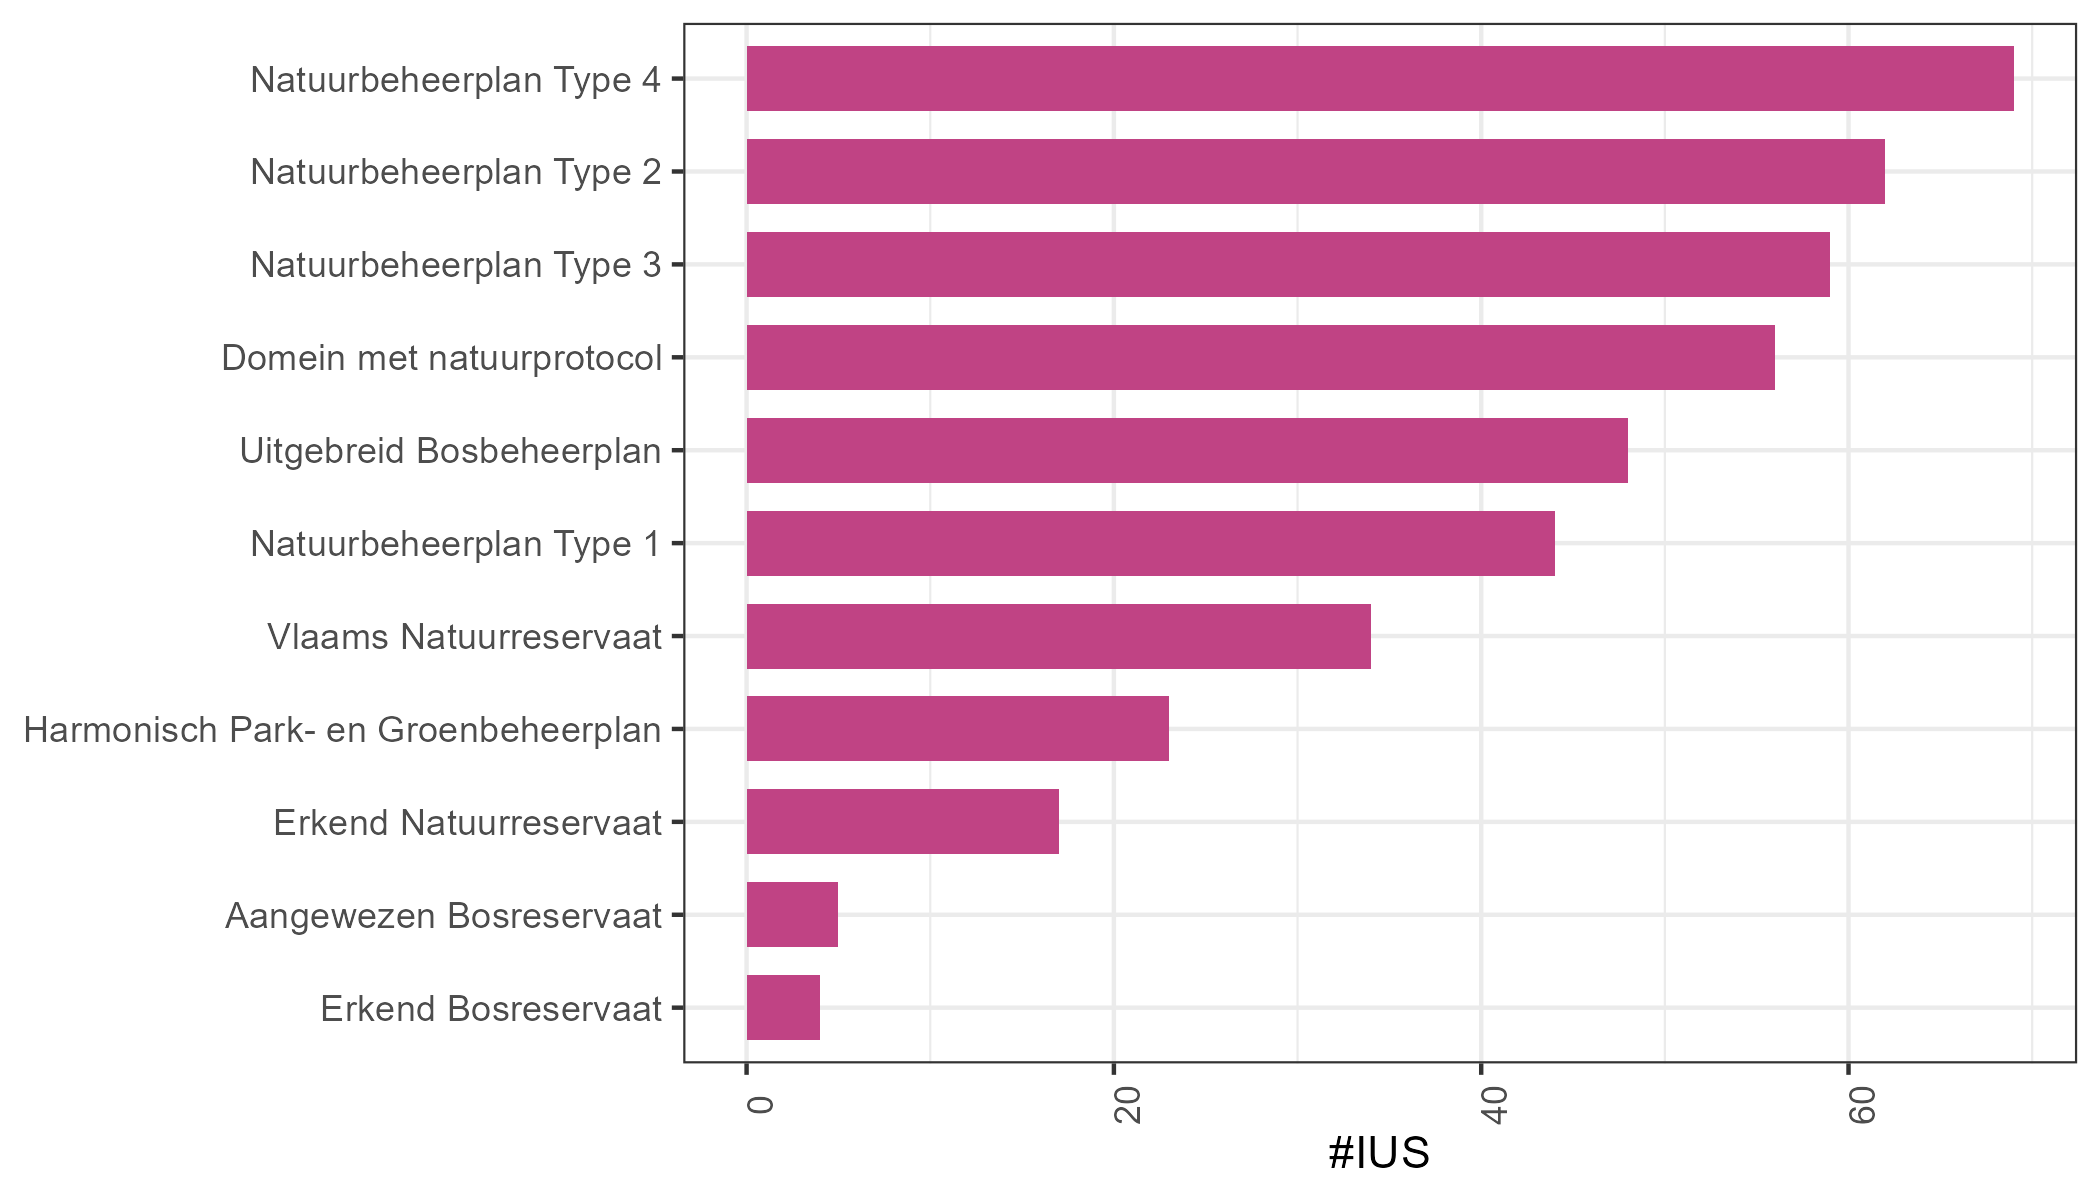 Natuurbeheerplan Type 4
Natuurbeheerplan Type 2
Natuurbeheerplan Type 3
Domein met natuurprotocol
Uitgebreid Bosbeheerplan
Natuurbeheerplan Type 1
Vlaams Natuurreservaat
Harmonisch Park- en Groenbeheerplan
Erkend Natuurreservaat
Aangewezen Bosreservaat
Erkend Bosreservaat
0
20
40
60
#IUS